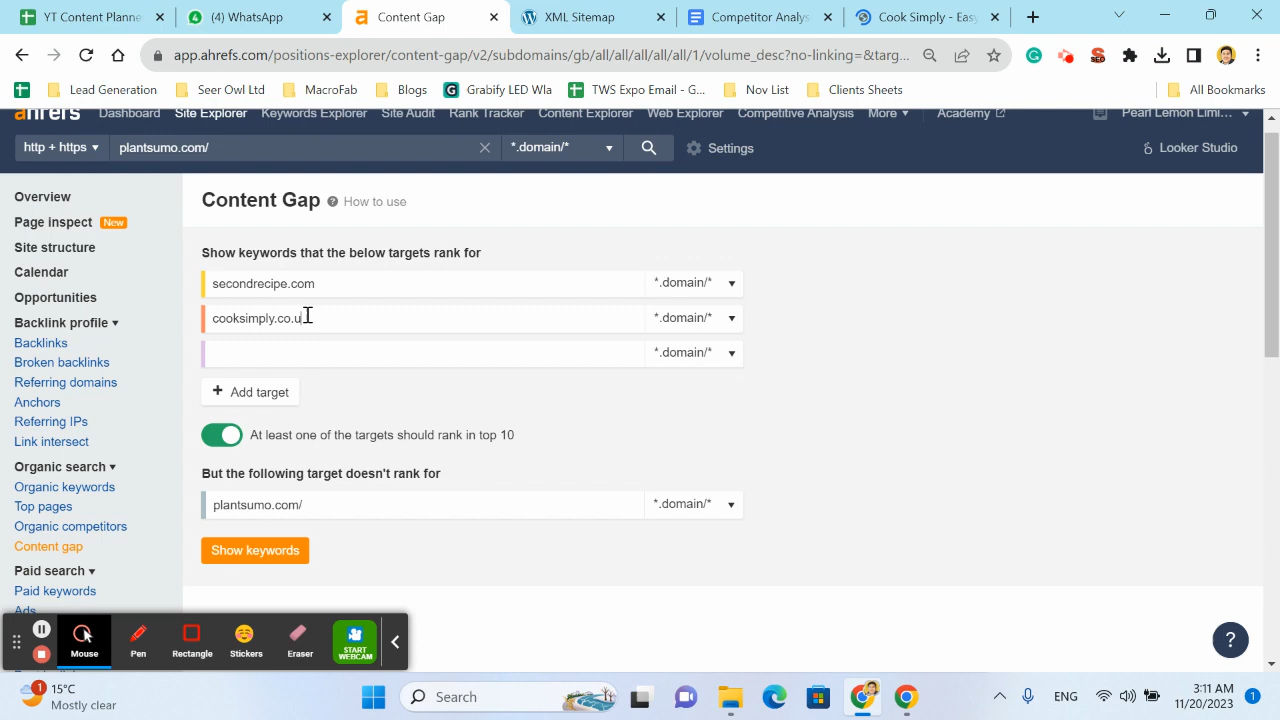 YT Content Planne
(4) WhatsApp
Content Gap
XML Sitemap
Competitor Analys
Cook Simply - Easy
app.ahrefs.com/positions-explorer/content-gap/v2/subdomains/gb/all/all/all/all/all/1/volume_desc?no-linking=&targ...
Lead Generation
Seer Owl Ltd
MacroFab
Blogs
Grabify LED Wla
TWS Expo Email - G...
Nov List
Clients Sheets
All Bookmarks
ahrefs
Dashboard
Site Explorer
Keywords Explorer
Site Audit
Rank Tracker
Content Explorer
Web Explorer
Competitive Analysis
More
Academy
Pearl Lemon Limi...
http + https
plantsumo.com/
*.domain/*
Settings
Looker Studio
Overview
Page inspect New
Site structure
Calendar
Opportunities
Backlink profile
Backlinks
Broken backlinks
Referring domains
Anchors
Referring IPs
Link intersect
Organic search
Organic keywords
Top pages
Organic competitors
Content gap
Paid search
Paid keywords
Ads
Content Gap ? How to use
Show keywords that the below targets rank for
secondrecipe.com *.domain/*
cooksimply.co.u *.domain/*
*.domain/*
+ Add target
At least one of the targets should rank in top 10
But the following target doesn't rank for
plantsumo.com/ *.domain/*
Show keywords
?
Mouse
Pen
Rectangle
Stickers
Eraser
START
WEBCAM
1
15°C
Mostly clear
Search
ENG
3:11 AM
11/20/2023
1